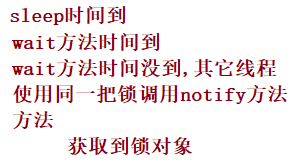 sleep时间到
wait方法时间到
wait方法时间没到,其它线程
使用同一把锁调用notify方法
方法
获取到锁对象